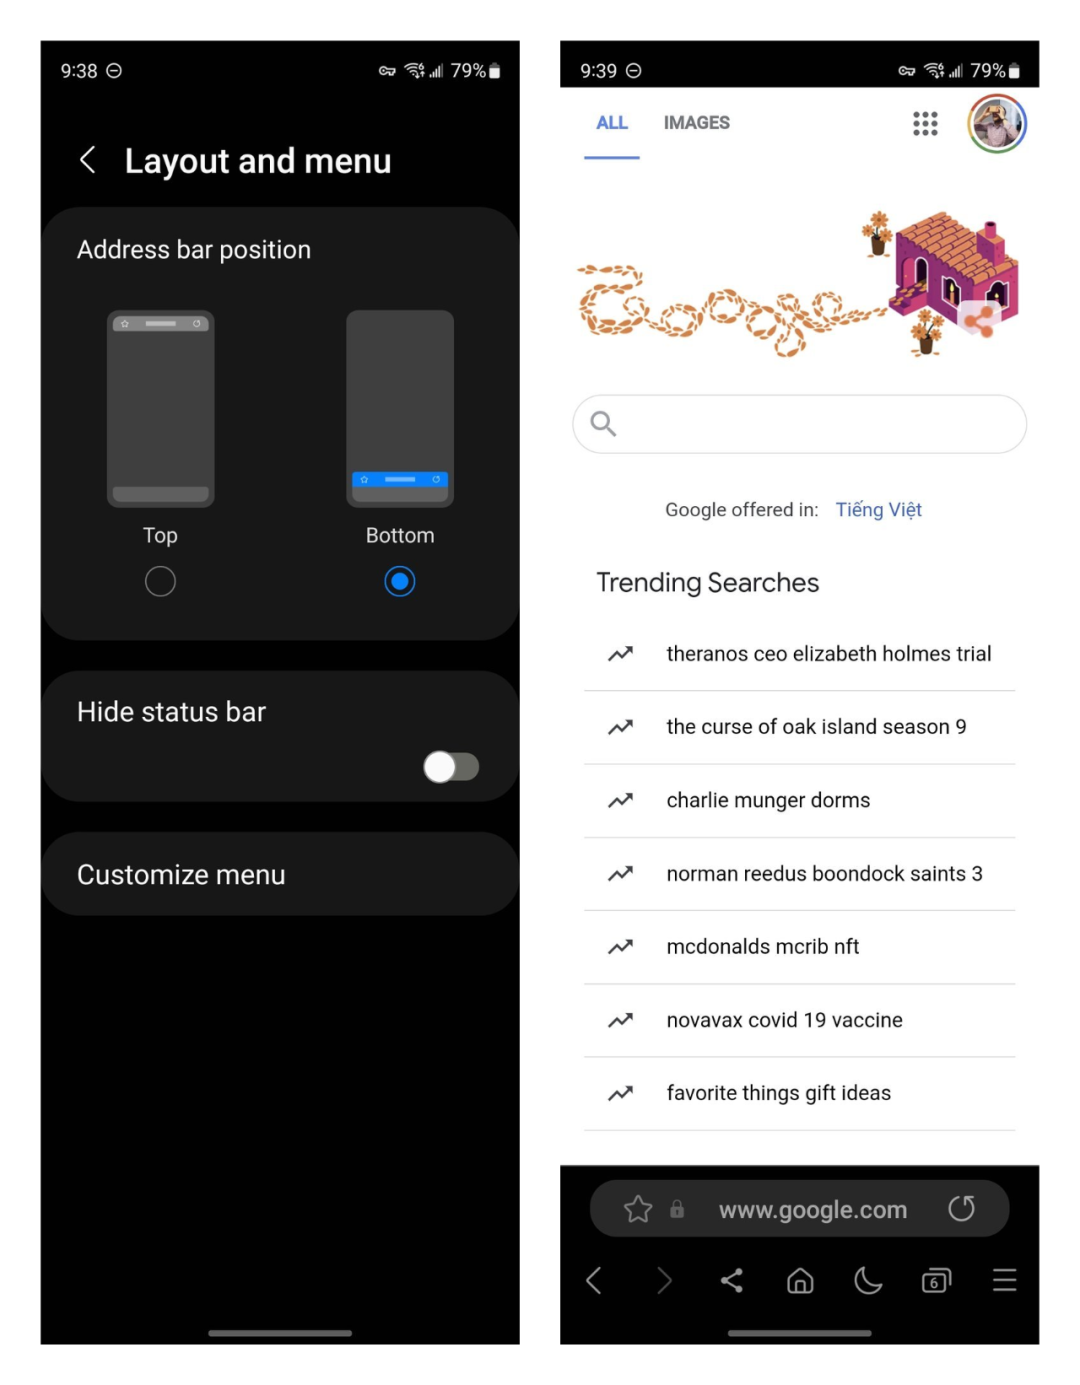 9:38
79%
Layout and menu
Address bar position
Top
Bottom
Hide status bar
Customize menu
9:39
79%
ALL IMAGES
Google
Google offered in: Tiếng Việt
Trending Searches
theranos ceo elizabeth holmes trial
the curse of oak island season 9
charlie munger dorms
norman reedus boondock saints 3
mcdonalds mcrib nft
novavax covid 19 vaccine
favorite things gift ideas
www.google.com
6